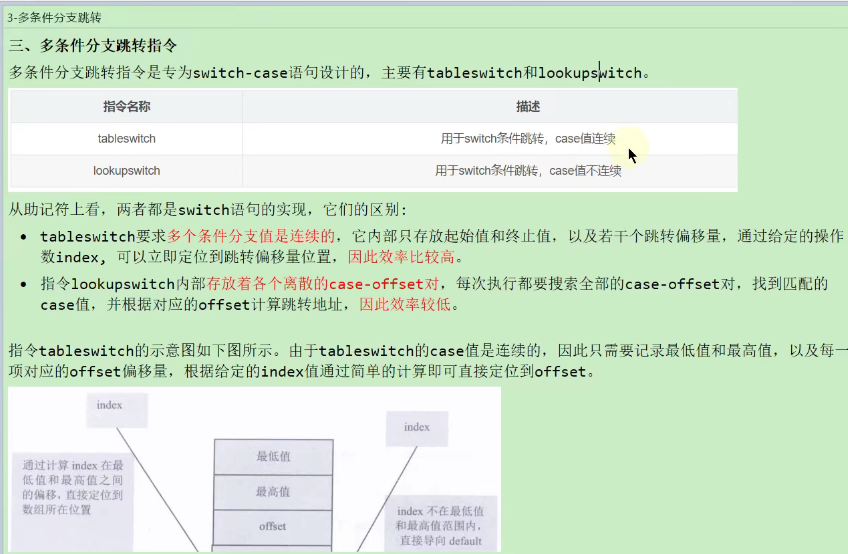 3-多条件分支跳转
三、多条件分支跳转指令
多条件分支跳转指令是专为switch-case语句设计的，主要有tableswitch和lookupswitch。
指令名称 描述
tableswitch 用于switch条件跳转，case值连续
lookupswitch 用于switch条件跳转，case值不连续
从助记符上看，两者都是switch语句的实现，它们的区别：
• tableswitch要求多个条件分支值是连续的，它内部只存放起始值和终止值，以及若干个跳转偏移量，通过给定的操作
数index，可以立即定位到跳转偏移量位置，因此效率比较高。
• 指令lookupswitch内部存放着各个离散的case-offset对，每次执行都要搜索全部的case-offset对，找到匹配的
case值，并根据对应的offset计算跳转地址，因此效率较低。
指令tableswitch的示意图如下图所示。由于tableswitch的case值是连续的，因此只需要记录最低值和最高值，以及每一
项对应的offset偏移量，根据给定的index值通过简单的计算即可直接定位到offset。
index
通过计算 index 在最
低值和最高值之间
的偏移，直接定位到
数组所在位置
最低值
最高值
offset
index
index 不在最低值
和最高值范围内，
直接导向 default